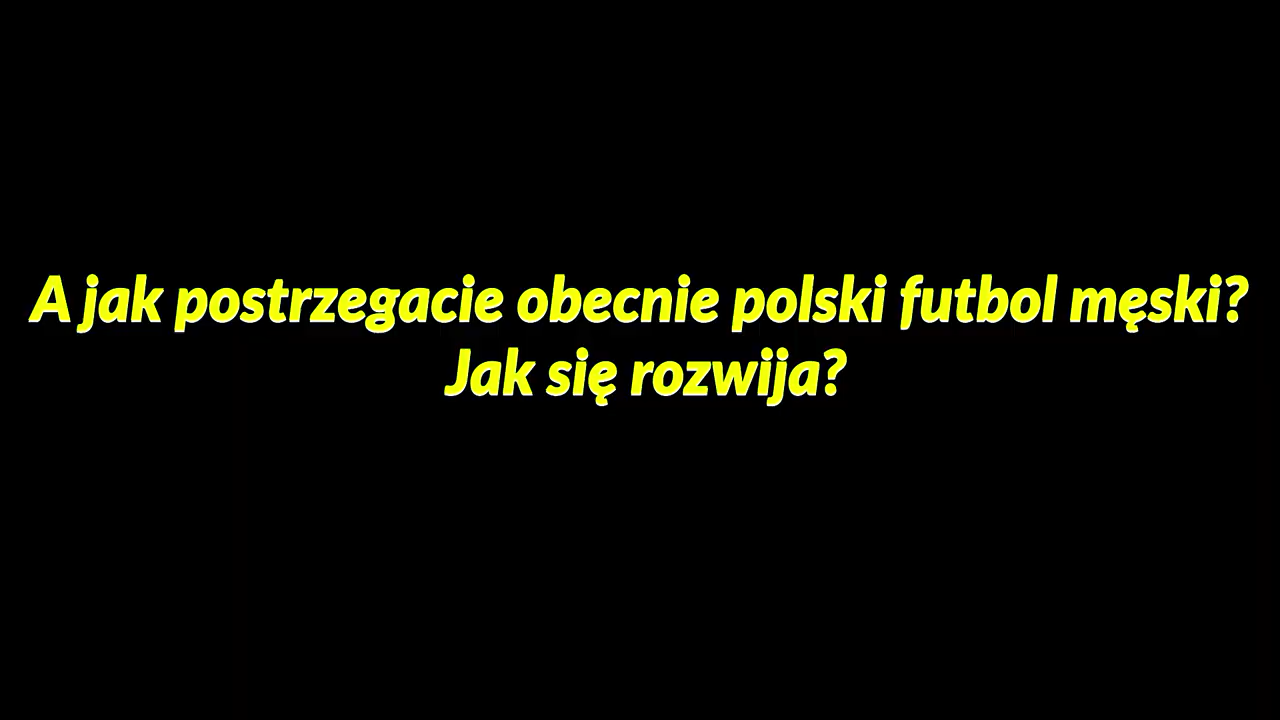 A jak postrzegacie obecnie polski futbol męski?
Jak się rozwija?